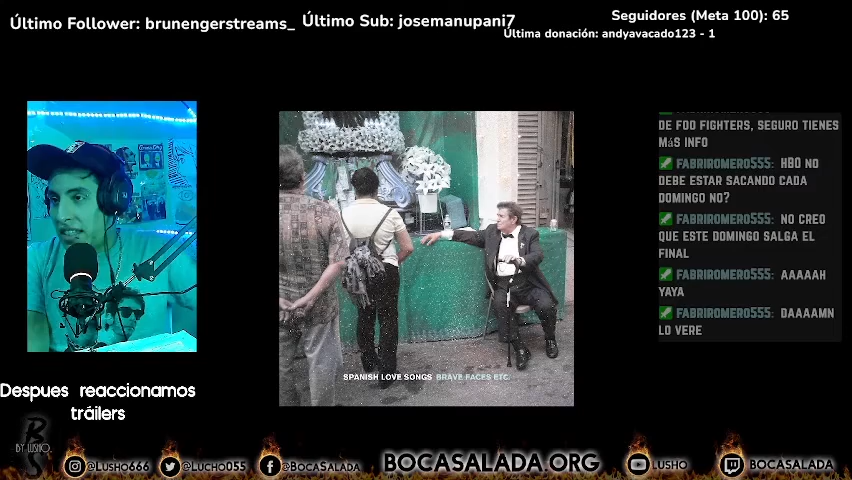 Último Follower: brunengerstreams_
Último Sub: josemanupani7
Seguidores (Meta 100): 65
Última donación: andyavacado123 - 1
DE FOO FIGHTERS, SEGURO TIENES
MáS INFO
FABRIROMERO555: HBO NO
DEBE ESTAR SACANDO CADA
DOMINGO NO?
FABRIROMERO555: NO CREO
QUE ESTE DOMINGO SALGA EL
FINAL
FABRIROMERO555: AAAAAH
YAYA
FABRIROMERO555: DAAAAMN
LO VERE
SPANISH LOVE SONGS BRAVE FACES ETC.
Despues reaccionamos
tráilers
BY LUSHO
@LUSHO666
@LUCHO055
@BOCASALADA
BOCASALADA.ORG
LUSHO
BOCASALADA